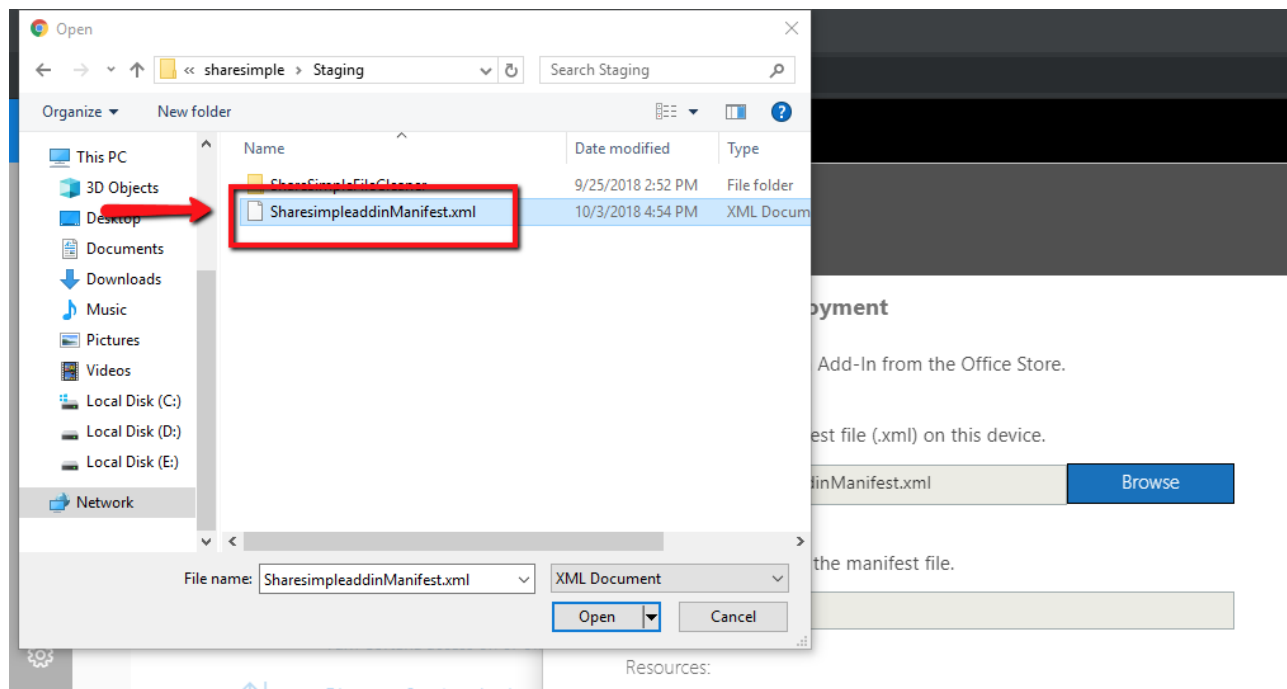 Open
« sharesimple > Staging
Search Staging
Organize
New folder
Name
Date modified
Type
This PC
3D Objects
Desktop
Documents
Downloads
Music
Pictures
Videos
Local Disk (C:)
Local Disk (D:)
Local Disk (E:)
Network
ShareSimpleFileCleaner 9/25/2018 2:52 PM File folder
SharesimpleaddinManifest.xml 10/3/2018 4:54 PM XML Docum
File name: SharesimpleaddinManifest.xml
XML Document
Open
Cancel
oyment
Add-In from the Office Store.
est file (.xml) on this device.
dinManifest.xml
Browse
the manifest file.
Resources: